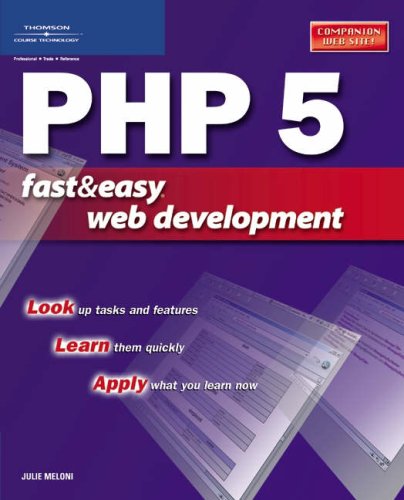 THOMSON
COURSE TECHNOLOGY
Professional ■ Trade ■ Reference
COMPANION
WEB SITE!
PHP 5
fast&easy®
web development
Look up tasks and features
Learn them quickly
Apply what you learn now
JULIE MELONI